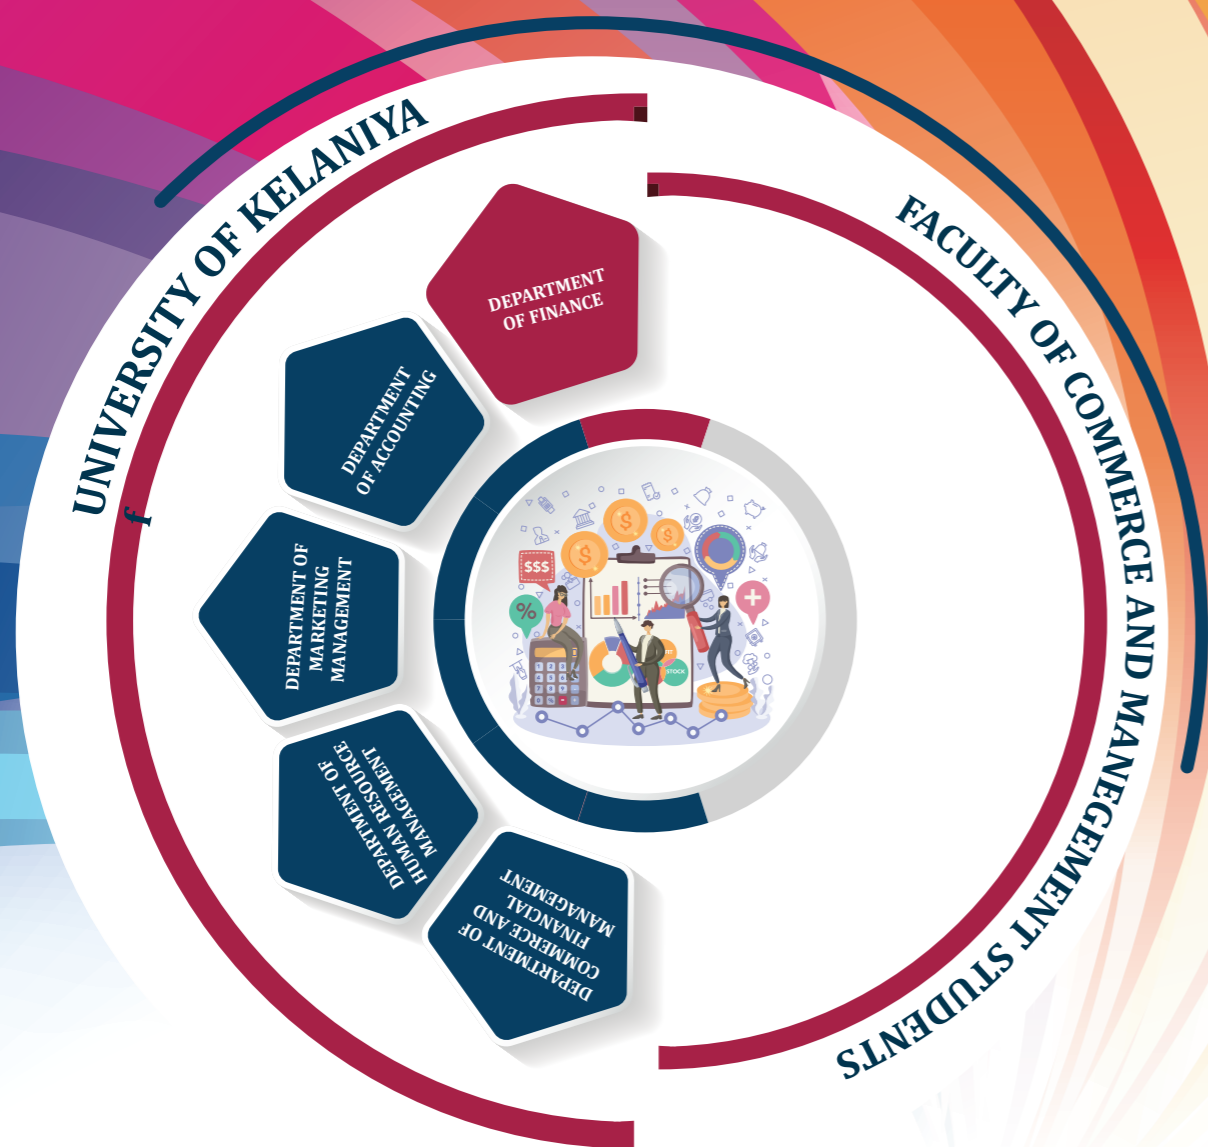 UNIVERSITY OF KELANIYA
f
FACULTY OF COMMERCE AND MANEGEMENT STUDENTS
DEPARTMENT
OF FINANCE
DEPARTMENT
OF ACCOUNTING
DEPARTMENT OF
MARKETING
MANAGEMENT
DEPARTMENT OF
HUMAN RESOURCE
MANAGEMENT
DEPARTMENT OF
COMMERCE AND
FINANCIAL
MANAGEMENT
$
$
$
$$$
%
+
STOCK